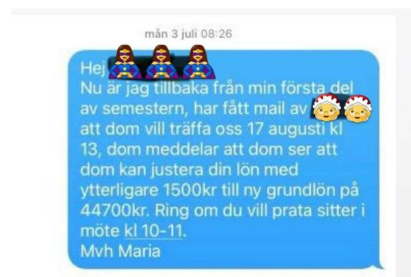 mån 3 juli 08:26
Hej
Nu är jag tillbaka från min första del
av semestern, har fått mail av
att dom vill träffa oss 17 augusti kl
13, dom meddelar att dom ser att
dom kan justera din lön med
ytterligare 1500kr till ny grundlön på
44700kr. Ring om du vill prata sitter i
möte kl 10-11.
Mvh Maria